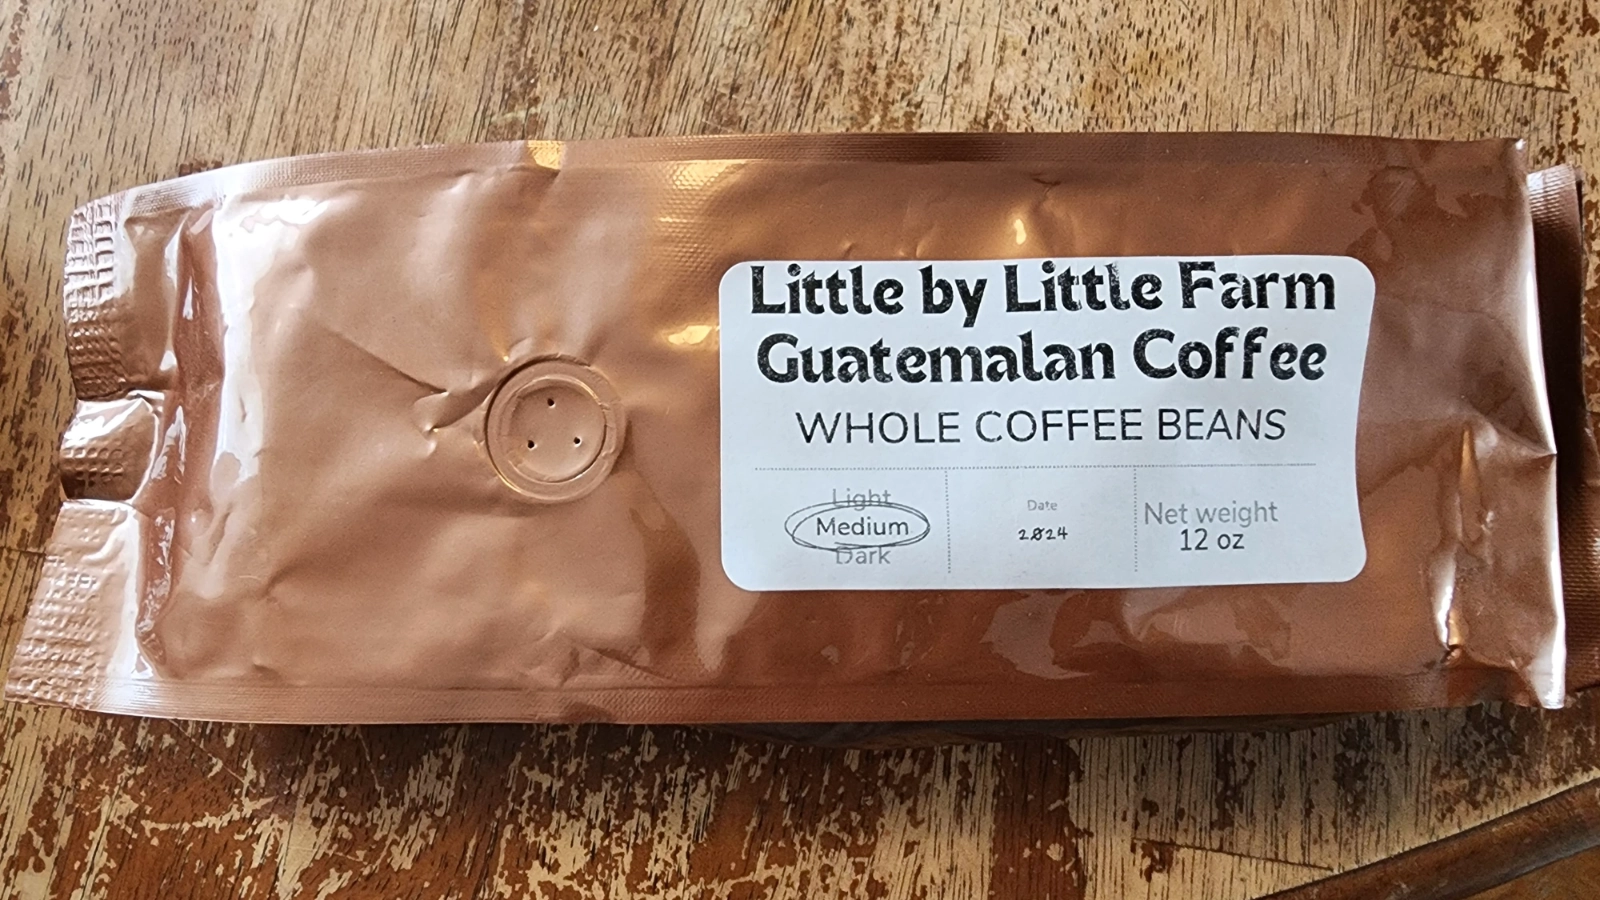 Little by Little Farm
Guatemalan Coffee
WHOLE COFFEE BEANS
Light
Medium
Dark
Date
2024
Net weight
12 oz